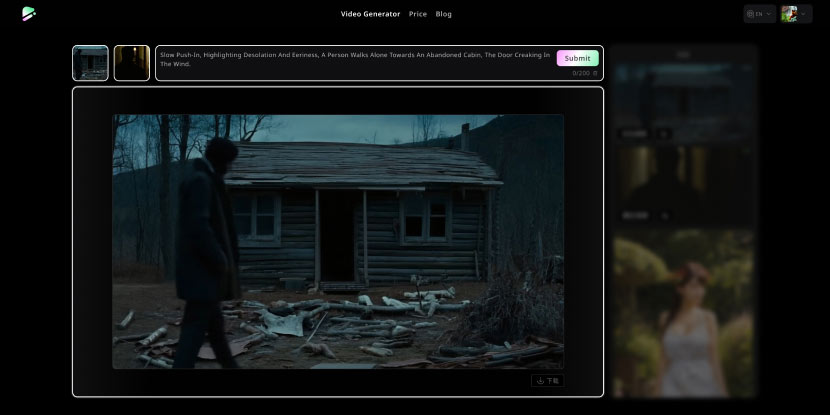 Video Generator Price Blog
EN
Slow Push-In, Highlighting Desolation And Eeriness, A Person Walks Alone Towards An Abandoned Cabin, The Door Creaking In
The Wind.
Submit
0/200
下载